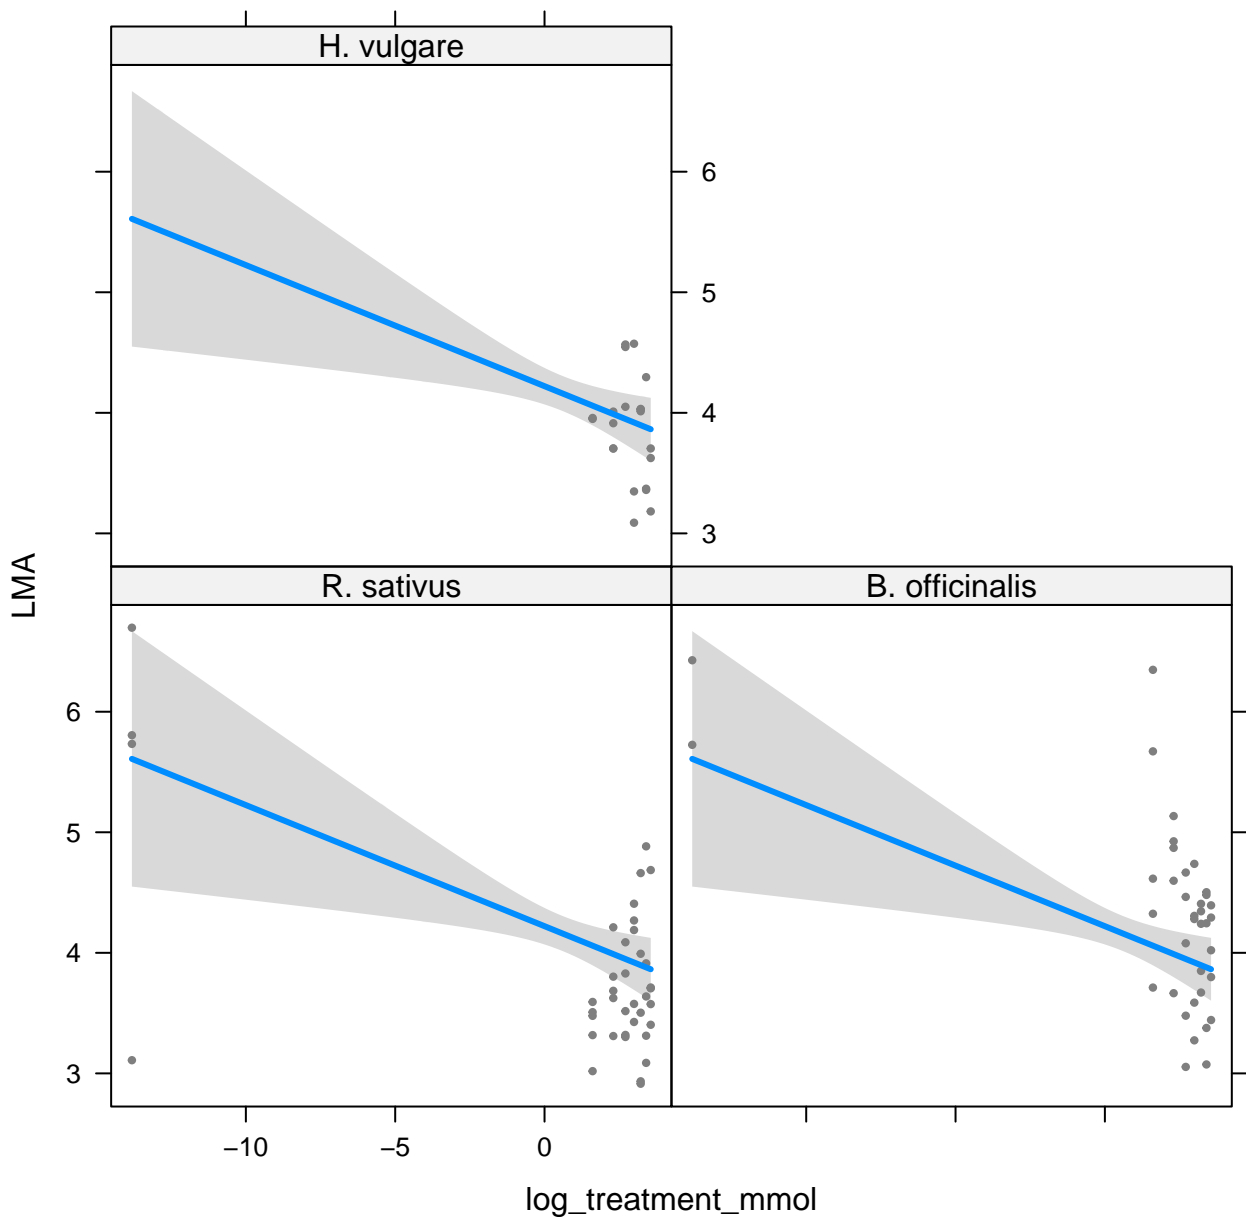 H. vulgare
6
5
4
3
LMA
R. sativus
B. officinalis
6
5
4
3
−10
−5
0
log_treatment_mmol